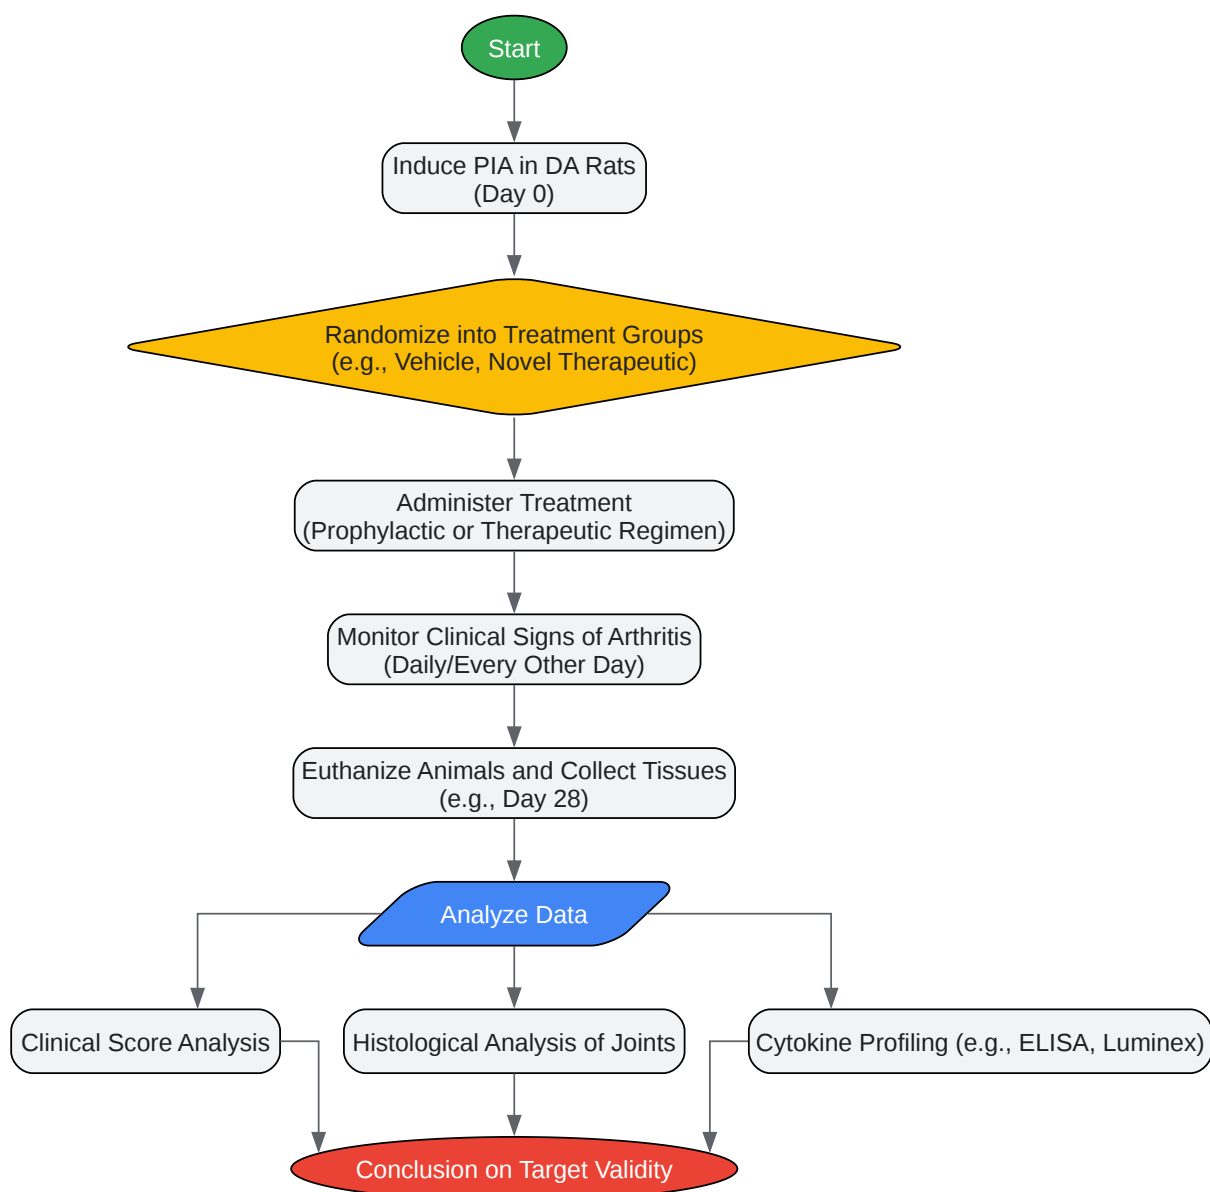 Start
Induce PIA in DA Rats
(Day 0)
Randomize into Treatment Groups
(e.g., Vehicle, Novel Therapeutic)
Administer Treatment
(Prophylactic or Therapeutic Regimen)
Monitor Clinical Signs of Arthritis
(Daily/Every Other Day)
Euthanize Animals and Collect Tissues
(e.g., Day 28)
Analyze Data
Clinical Score Analysis
Histological Analysis of Joints
Cytokine Profiling (e.g., ELISA, Luminex)
Conclusion on Target Validity